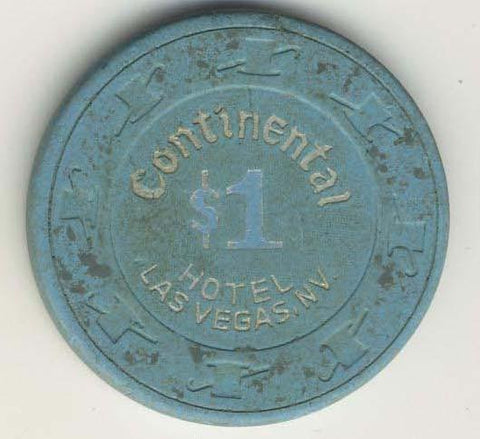 Continental
$1
HOTEL
LAS VEGAS, NV.